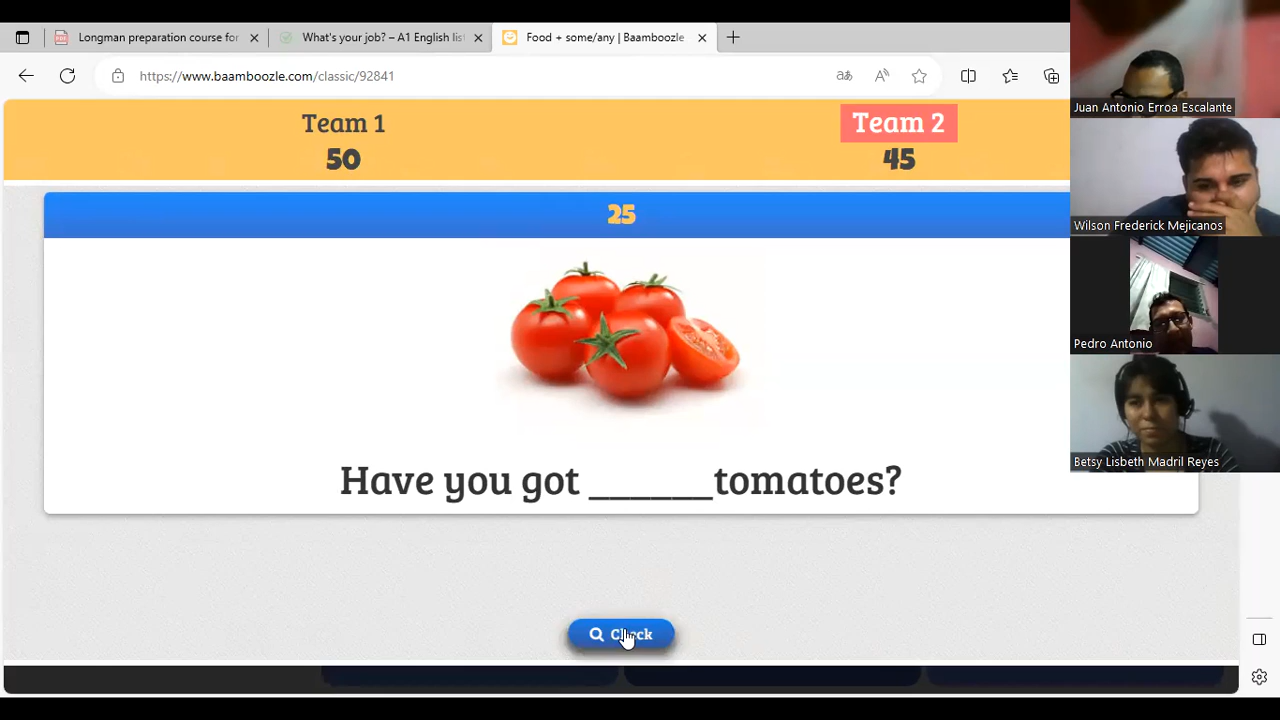 Longman preparation course for
What's your job? – A1 English lis
Food + some/any | Baamboozle
https://www.baamboozle.com/classic/92841
Team 1
50
Team 2
45
25
Have you got ______tomatoes?
Check
Juan Antonio Erroa Escalante
Wilson Frederick Mejicanos
Pedro Antonio
Betsy Lisbeth Madril Reyes